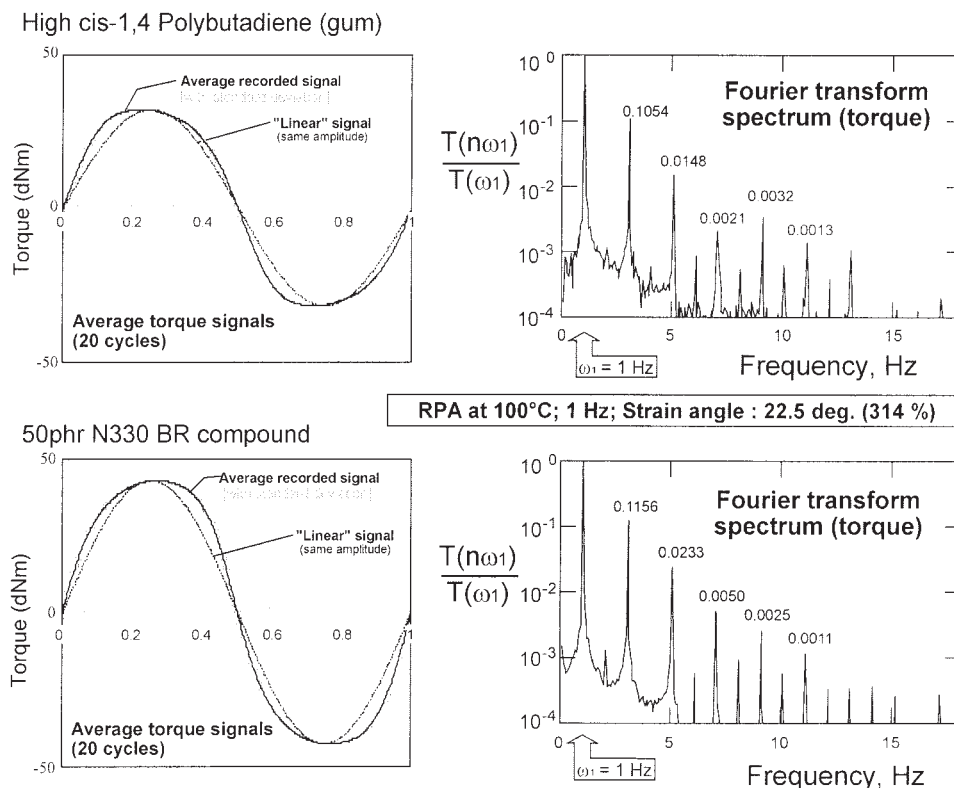 High cis-1,4 Polybutadiene (gum)
50
Average recorded signal
"Linear" signal
(same amplitude)
Torque (dNm)
0
0 0.2 0.4 0.6 0.8 1
Average torque signals
(20 cycles)
-50
10^0
10^-1
10^-2
10^-3
10^-4
T(nω1)
T(ω1)
Fourier transform
spectrum (torque)
0.1054
0.0148
0.0021
0.0032
0.0013
0 5 10 15
Frequency, Hz
ω1 = 1 Hz
RPA at 100°C; 1 Hz; Strain angle : 22.5 deg. (314 %)
50phr N330 BR compound
50
Average recorded signal
"Linear" signal
(same amplitude)
Torque (dNm)
0
0 0.2 0.4 0.6 0.8 1
Average torque signals
(20 cycles)
-50
10^0
10^-1
10^-2
10^-3
10^-4
T(nω1)
T(ω1)
Fourier transform
spectrum (torque)
0.1156
0.0233
0.0050
0.0025
0.0011
0 5 10 15
Frequency, Hz
ω1 = 1 Hz